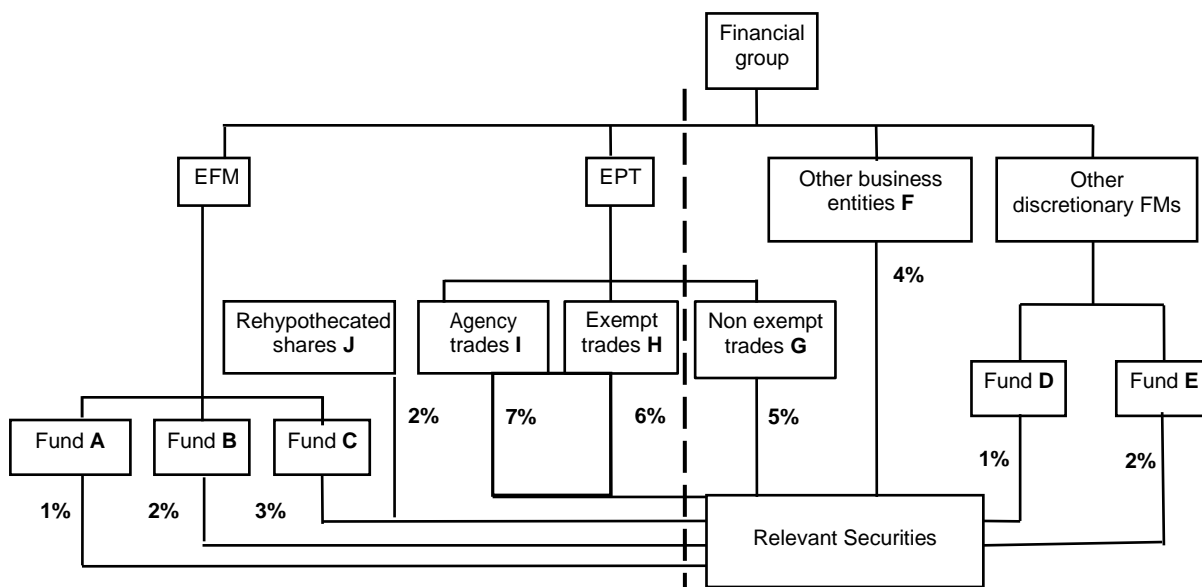 Financial
group
EFM
EPT
Other business
entities F
Other
discretionary FMs
4%
Rehypothecated
shares J
Agency
trades I
Exempt
trades H
Non exempt
trades G
Fund D
Fund E
2%
7%
6%
5%
Fund A
Fund B
Fund C
1%
2%
1%
2%
3%
Relevant Securities